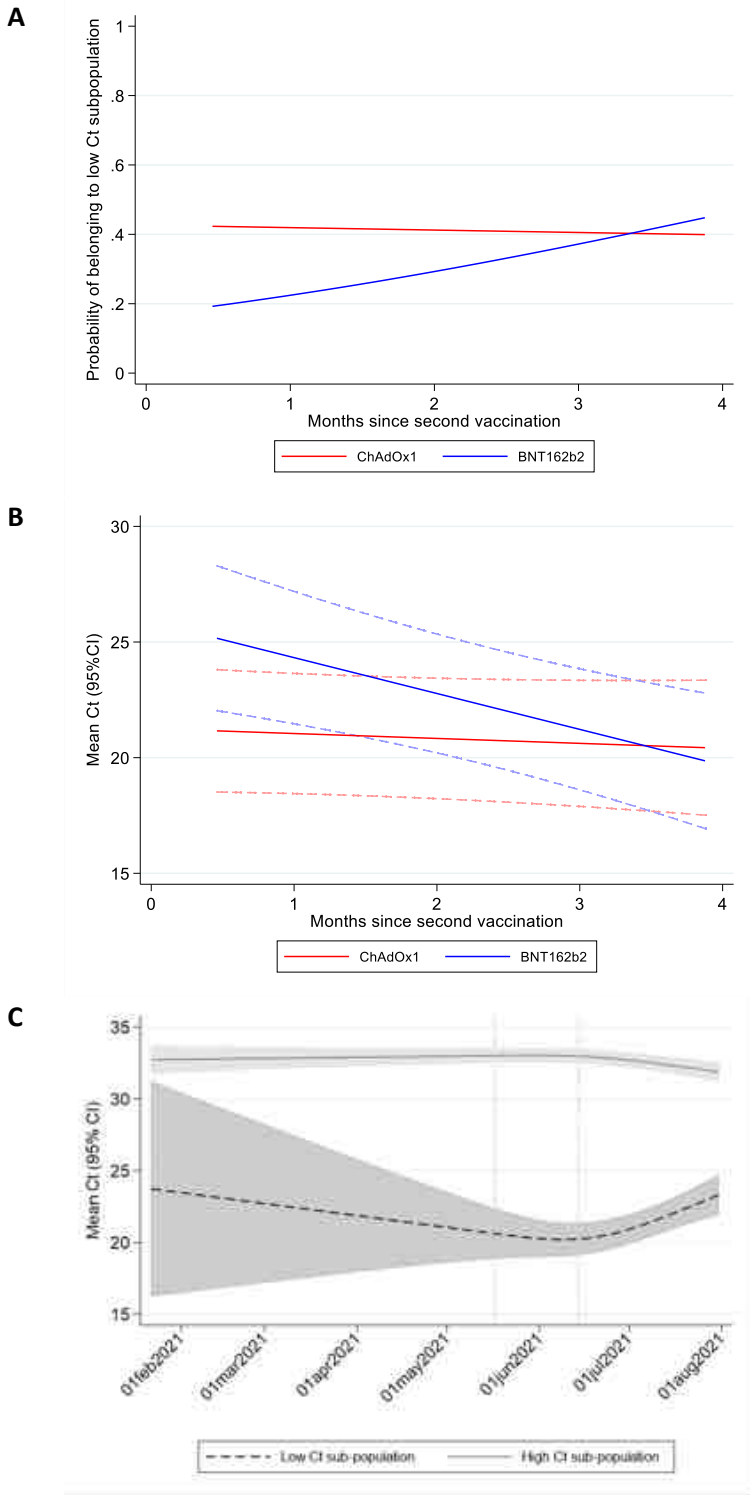 A
Probability of belonging to low Ct subpopulation
1
.8
.6
.4
.2
0
0 1 2 3 4
Months since second vaccination
ChAdOx1 BNT162b2
B
Mean Ct (95%CI)
30
25
20
15
0 1 2 3 4
Months since second vaccination
ChAdOx1 BNT162b2
C
Mean Ct (95% CI)
35
30
25
20
15
01feb2021 01mar2021 01apr2021 01may2021 01jun2021 01jul2021 01aug2021
Low Ct sub-population High Ct sub-population